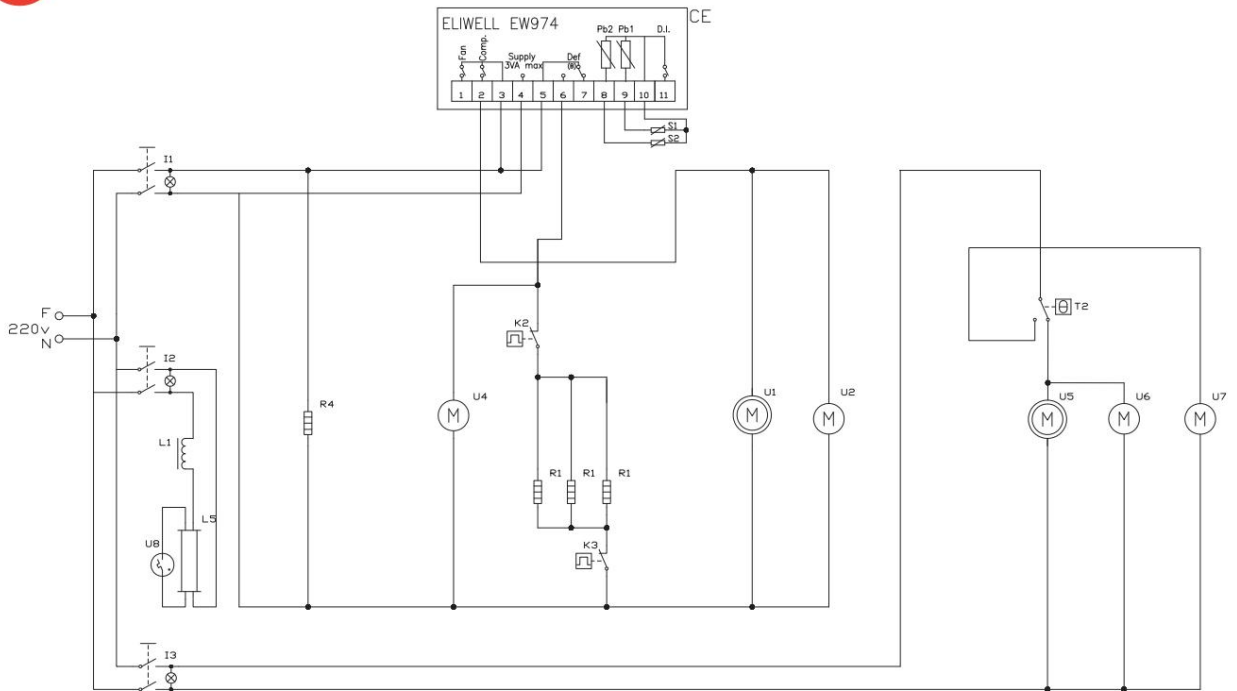 ELIWELL EW974
CE
Fan
Comp.
Supply
3VA max
Def
Pb2 Pb1
D.I.
1 2 3 4 5 6 7 8 9 10 11
S1
S2
I1
F
220v
N
I2
K2
T2
R4
U4
U1
U2
U5
U6
U7
L1
R1 R1 R1
L5
U8
K3
I3